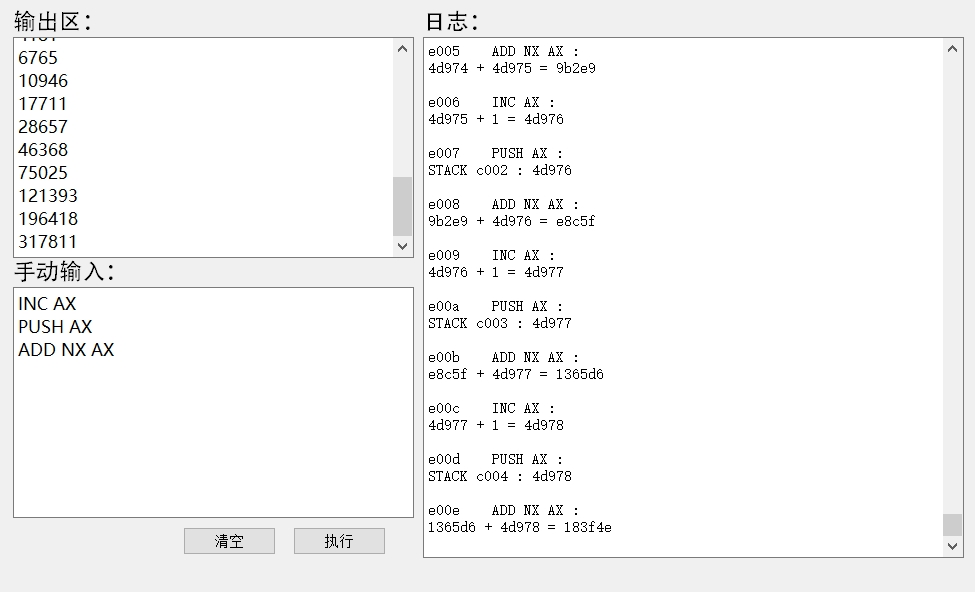 输出区：
6765
10946
17711
28657
46368
75025
121393
196418
317811
手动输入：
INC AX
PUSH AX
ADD NX AX
清空
执行
日志：
e005 ADD NX AX :
4d974 + 4d975 = 9b2e9
e006 INC AX :
4d975 + 1 = 4d976
e007 PUSH AX :
STACK c002 : 4d976
e008 ADD NX AX :
9b2e9 + 4d976 = e8c5f
e009 INC AX :
4d976 + 1 = 4d977
e00a PUSH AX :
STACK c003 : 4d977
e00b ADD NX AX :
e8c5f + 4d977 = 1365d6
e00c INC AX :
4d977 + 1 = 4d978
e00d PUSH AX :
STACK c004 : 4d978
e00e ADD NX AX :
1365d6 + 4d978 = 183f4e